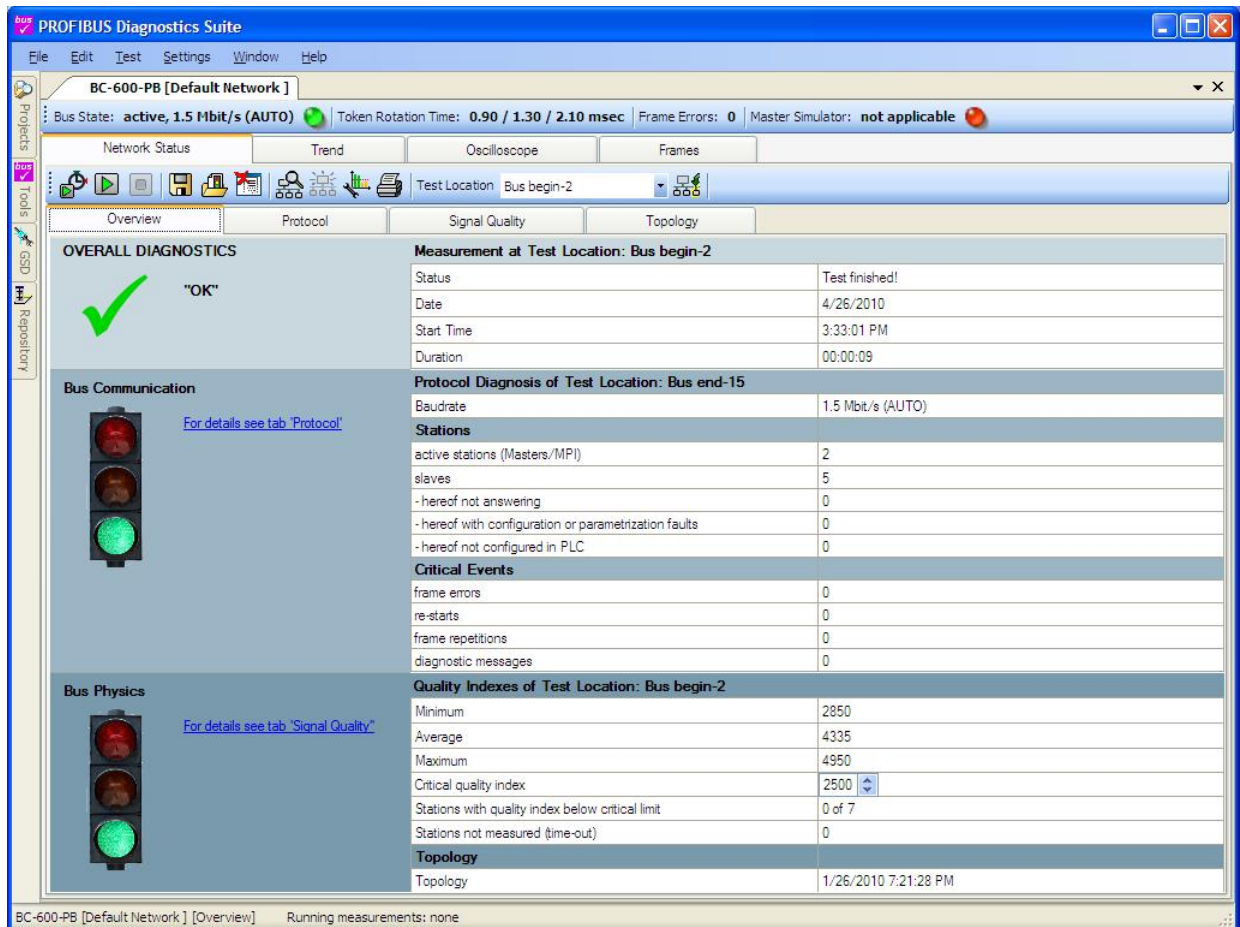 bus PROFIBUS Diagnostics Suite
File Edit Test Settings Window Help
BC-600-PB [Default Network ]
Bus State: active, 1.5 Mbit/s (AUTO) Token Rotation Time: 0.90 / 1.30 / 2.10 msec Frame Errors: 0 Master Simulator: not applicable
Projects
bus Tools
GSD
Repository
Network Status Trend Oscilloscope Frames
Test Location Bus begin-2
Overview Protocol Signal Quality Topology
OVERALL DIAGNOSTICS
"OK"
Measurement at Test Location: Bus begin-2
Status Test finished!
Date 4/26/2010
Start Time 3:33:01 PM
Duration 00:00:09
Bus Communication
For details see tab 'Protocol'
Protocol Diagnosis of Test Location: Bus end-15
Baudrate 1.5 Mbit/s (AUTO)
Stations
active stations (Masters/MPI) 2
slaves 5
- hereof not answering 0
- hereof with configuration or parametrization faults 0
- hereof not configured in PLC 0
Critical Events
frame errors 0
re-starts 0
frame repetitions 0
diagnostic messages 0
Bus Physics
For details see tab 'Signal Quality"
Quality Indexes of Test Location: Bus begin-2
Minimum 2850
Average 4335
Maximum 4950
Critical quality index 2500
Stations with quality index below critical limit 0 of 7
Stations not measured (time-out) 0
Topology
Topology 1/26/2010 7:21:28 PM
BC-600-PB [Default Network ] [Overview] Running measurements: none